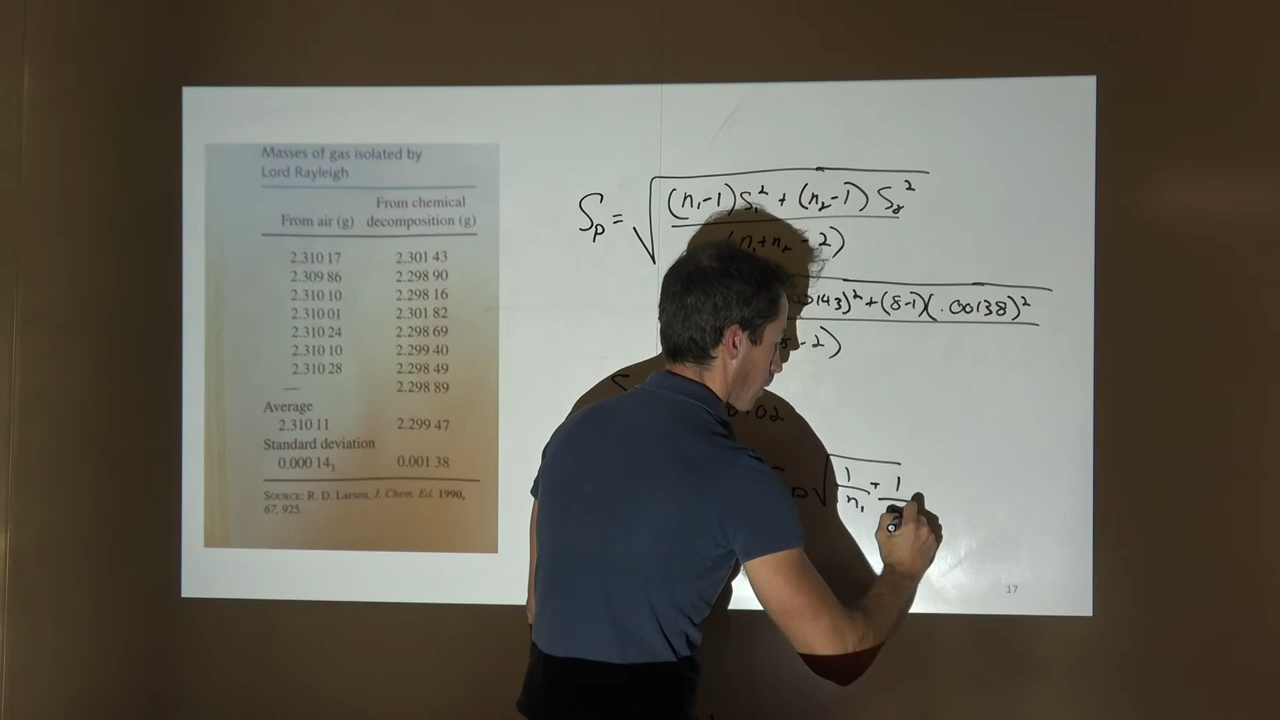 Masses of gas isolated by
Lord Rayleigh
From chemical
From air (g) decomposition (g)
2.310 17 2.301 43
2.309 86 2.298 90
2.310 10 2.298 16
2.310 01 2.301 82
2.310 24 2.298 69
2.310 10 2.299 40
2.310 28 2.298 49
— 2.298 89
Average
2.310 11 2.299 47
Standard deviation
0.000 14₃ 0.001 38
SOURCE: R. D. Larsen, J. Chem. Ed. 1990,
67, 925.
Sp = √
(n₁-1)S₁² + (n₂-1) S₂²
(n₁+n₂ - 2)
0143)² + (8-1)(.00138)²
- 2)
02
√ 1/n₁ + 1
17